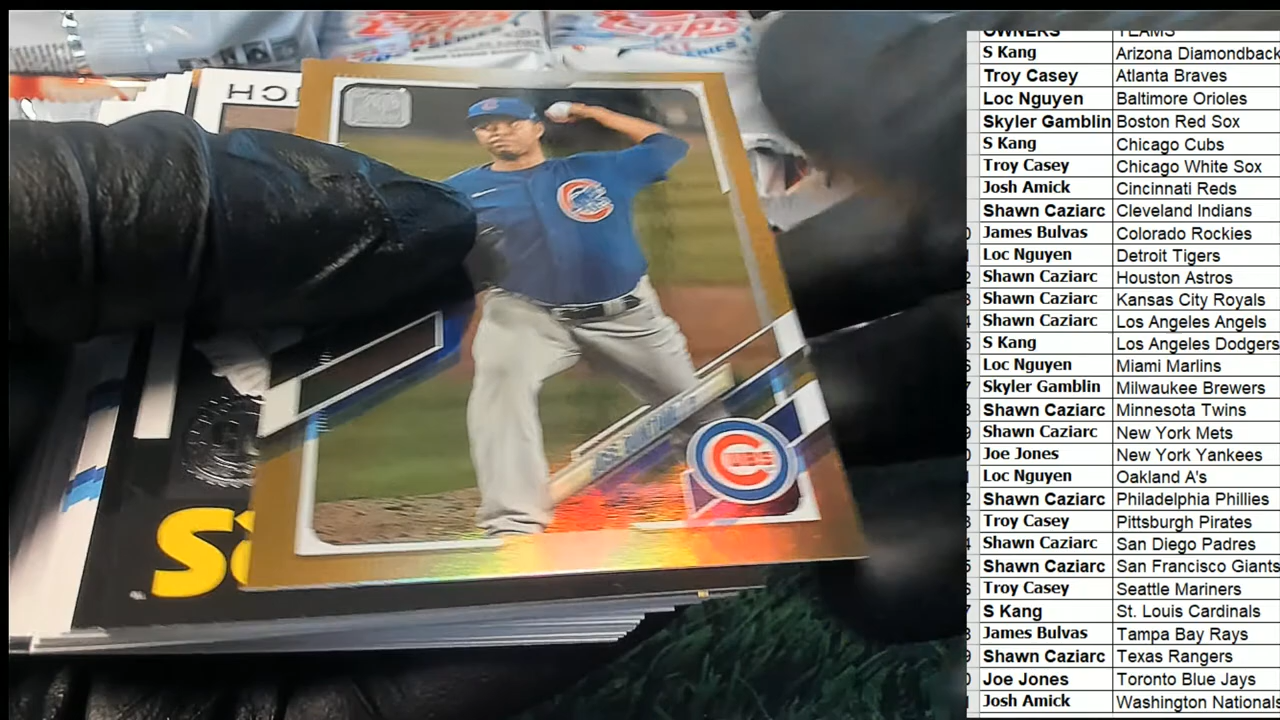 OWNERS TEAMS
S Kang Arizona Diamondback
Troy Casey Atlanta Braves
Loc Nguyen Baltimore Orioles
Skyler Gamblin Boston Red Sox
S Kang Chicago Cubs
Troy Casey Chicago White Sox
Josh Amick Cincinnati Reds
Shawn Caziarc Cleveland Indians
James Bulvas Colorado Rockies
Loc Nguyen Detroit Tigers
Shawn Caziarc Houston Astros
Shawn Caziarc Kansas City Royals
Shawn Caziarc Los Angeles Angels
S Kang Los Angeles Dodgers
Loc Nguyen Miami Marlins
Skyler Gamblin Milwaukee Brewers
Shawn Caziarc Minnesota Twins
Shawn Caziarc New York Mets
Joe Jones New York Yankees
Loc Nguyen Oakland A's
Shawn Caziarc Philadelphia Phillies
Troy Casey Pittsburgh Pirates
Shawn Caziarc San Diego Padres
Shawn Caziarc San Francisco Giants
Troy Casey Seattle Mariners
S Kang St. Louis Cardinals
James Bulvas Tampa Bay Rays
Shawn Caziarc Texas Rangers
Joe Jones Toronto Blue Jays
Josh Amick Washington Nationals
CUBS